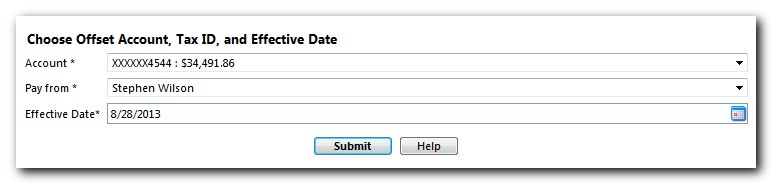 Choose Offset Account, Tax ID, and Effective Date
Account * XXXXXX4544 : $34,491.86
Pay from * Stephen Wilson
Effective Date* 8/28/2013
Submit Help